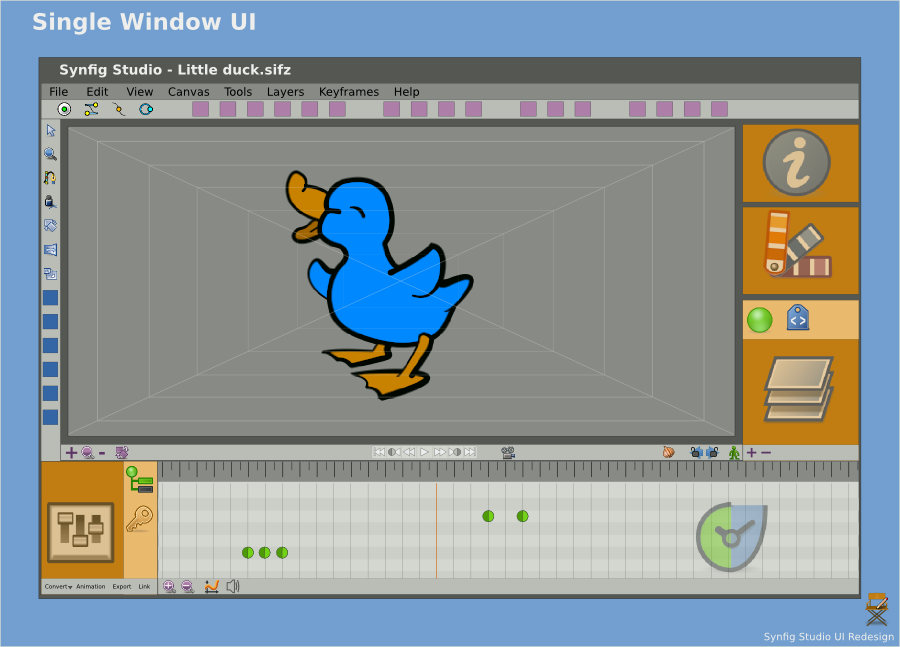 Single Window UI
Synfig Studio - Little duck.sifz
File Edit View Canvas Tools Layers Keyframes Help
Convert Animation Export Link
Synfig Studio UI Redesign